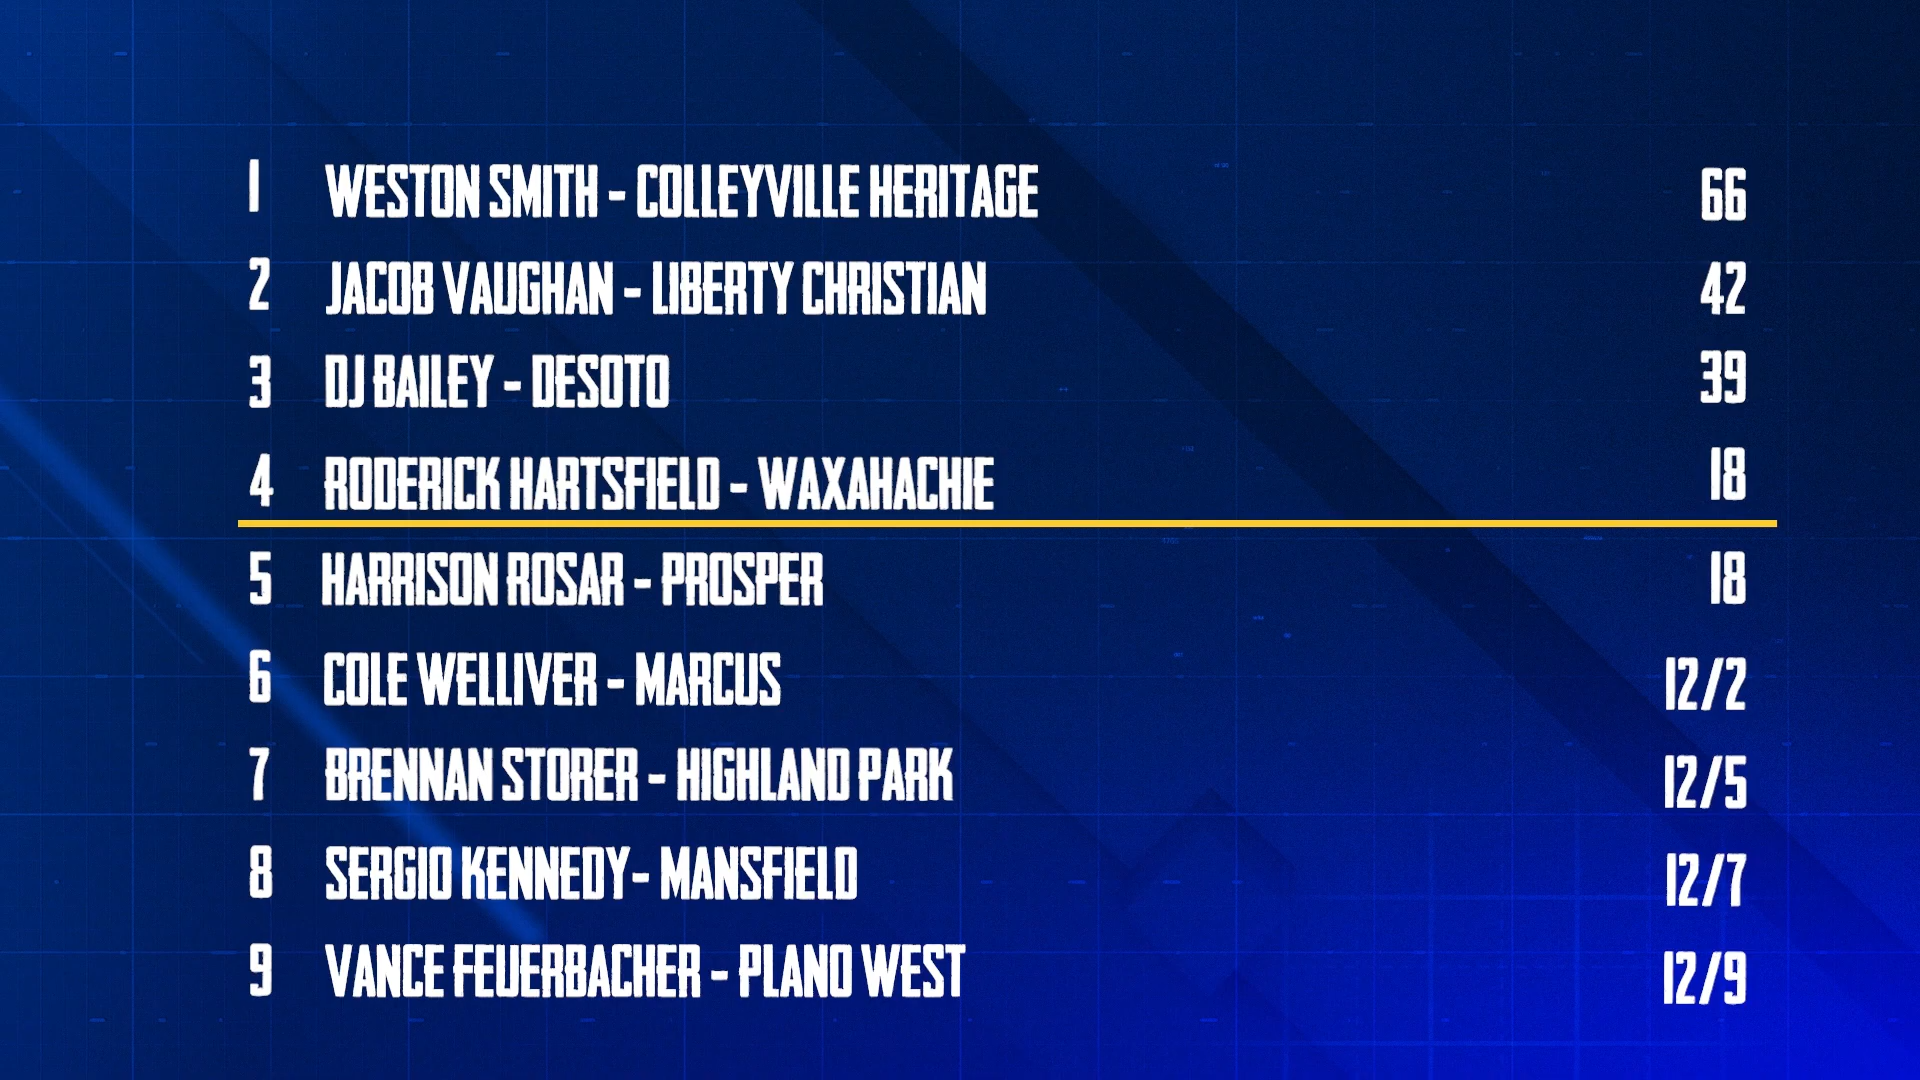 1 WESTON SMITH - COLLEYVILLE HERITAGE 66
2 JACOB VAUGHAN - LIBERTY CHRISTIAN 42
3 DJ BAILEY - DESOTO 39
4 RODERICK HARTSFIELD - WAXAHACHIE 18
5 HARRISON ROSAR - PROSPER 18
6 COLE WELLIVER - MARCUS 12/2
7 BRENNAN STORER - HIGHLAND PARK 12/5
8 SERGIO KENNEDY- MANSFIELD 12/7
9 VANCE FEUERBACHER - PLANO WEST 12/9